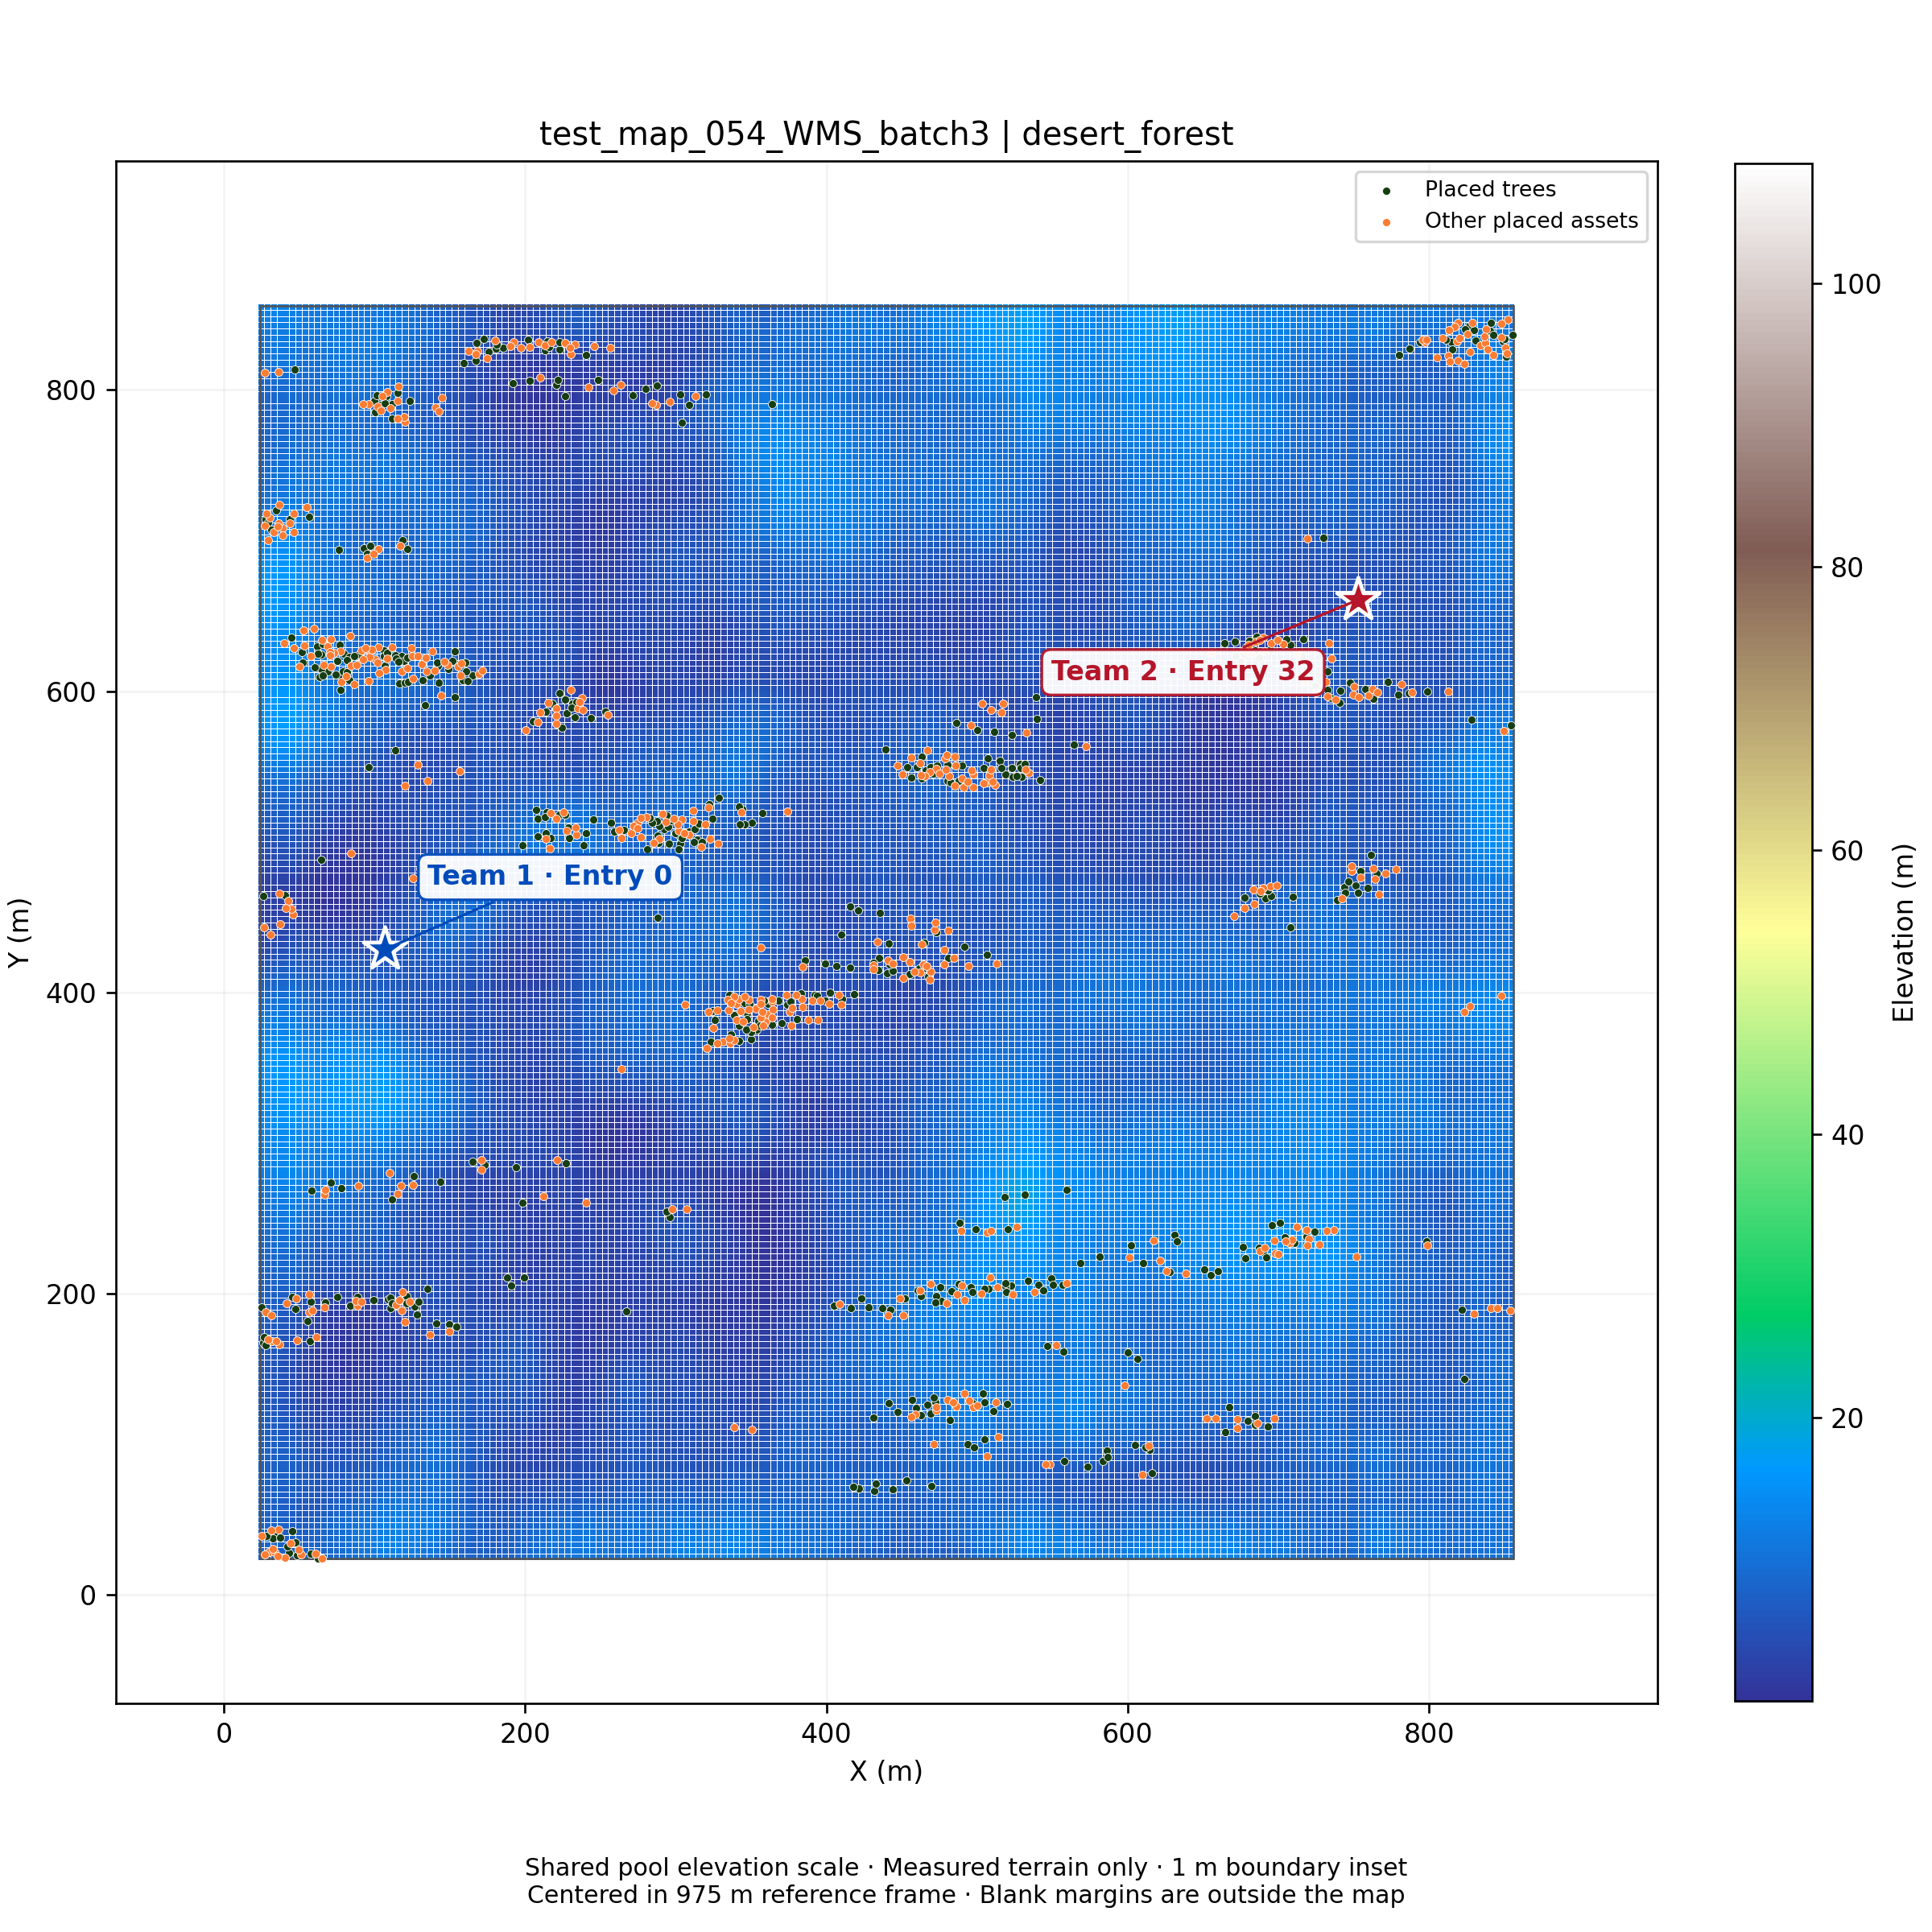 test_map_054_WMS_batch3 | desert_forest
Placed trees
Other placed assets
Team 2 · Entry 32
Team 1 · Entry 0
800
600
400
200
0
Y (m)
0
200
400
600
800
X (m)
100
80
60
40
20
Elevation (m)
Shared pool elevation scale · Measured terrain only · 1 m boundary inset
Centered in 975 m reference frame · Blank margins are outside the map